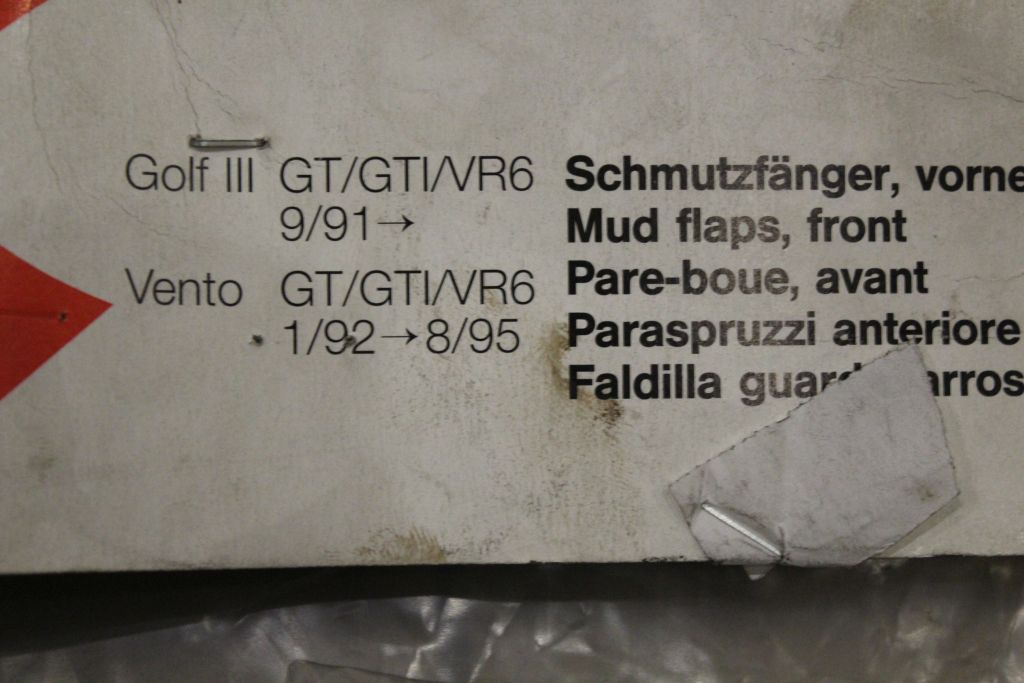 Golf III GT/GTI/VR6
9/91→
Vento GT/GTI/VR6
1/92→8/95
Schmutzfänger, vorne
Mud flaps, front
Pare-boue, avant
Paraspruzzi anteriore
Faldilla